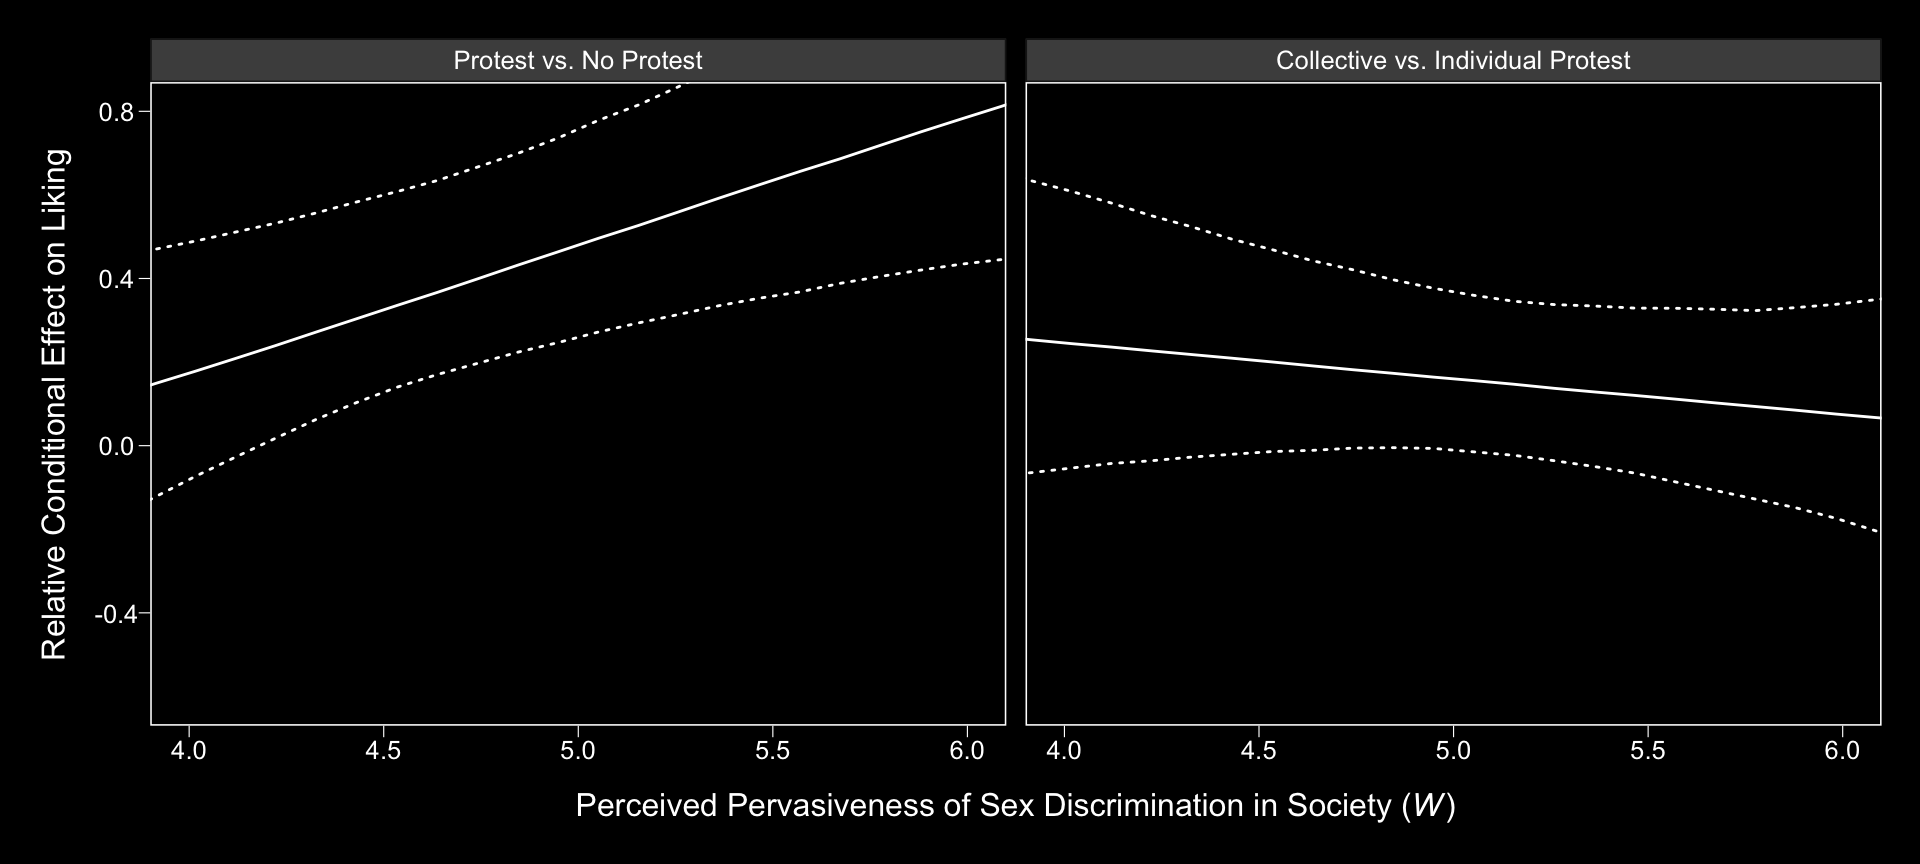 Protest vs. No Protest
Collective vs. Individual Protest
Relative Conditional Effect on Liking
0.8
0.4
0.0
-0.4
4.0 4.5 5.0 5.5 6.0
4.0 4.5 5.0 5.5 6.0
Perceived Pervasiveness of Sex Discrimination in Society (W)